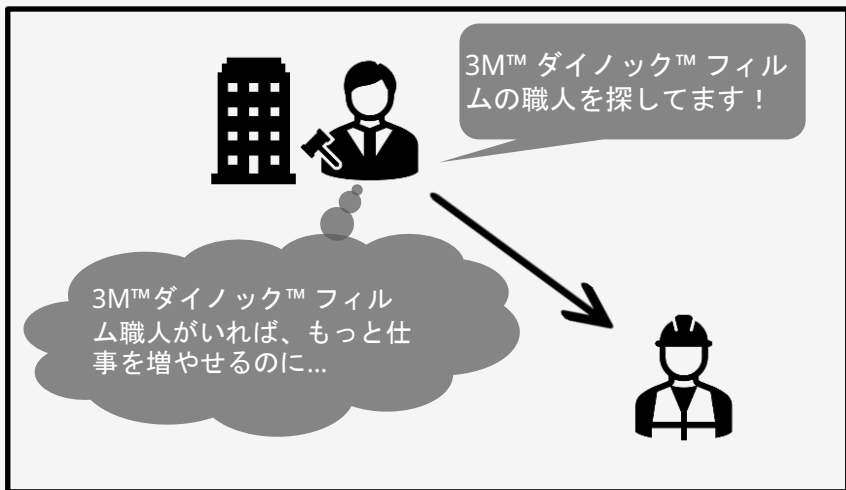 3M™ ダイノック™ フィル
ムの職人を探してます！
3M™ダイノック™ フィル
ム職人がいれば、もっと仕
事を増やせるのに...